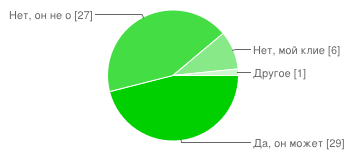 Нет, он не о [27]
Нет, мой клие [6]
Другое [1]
Да, он может [29]